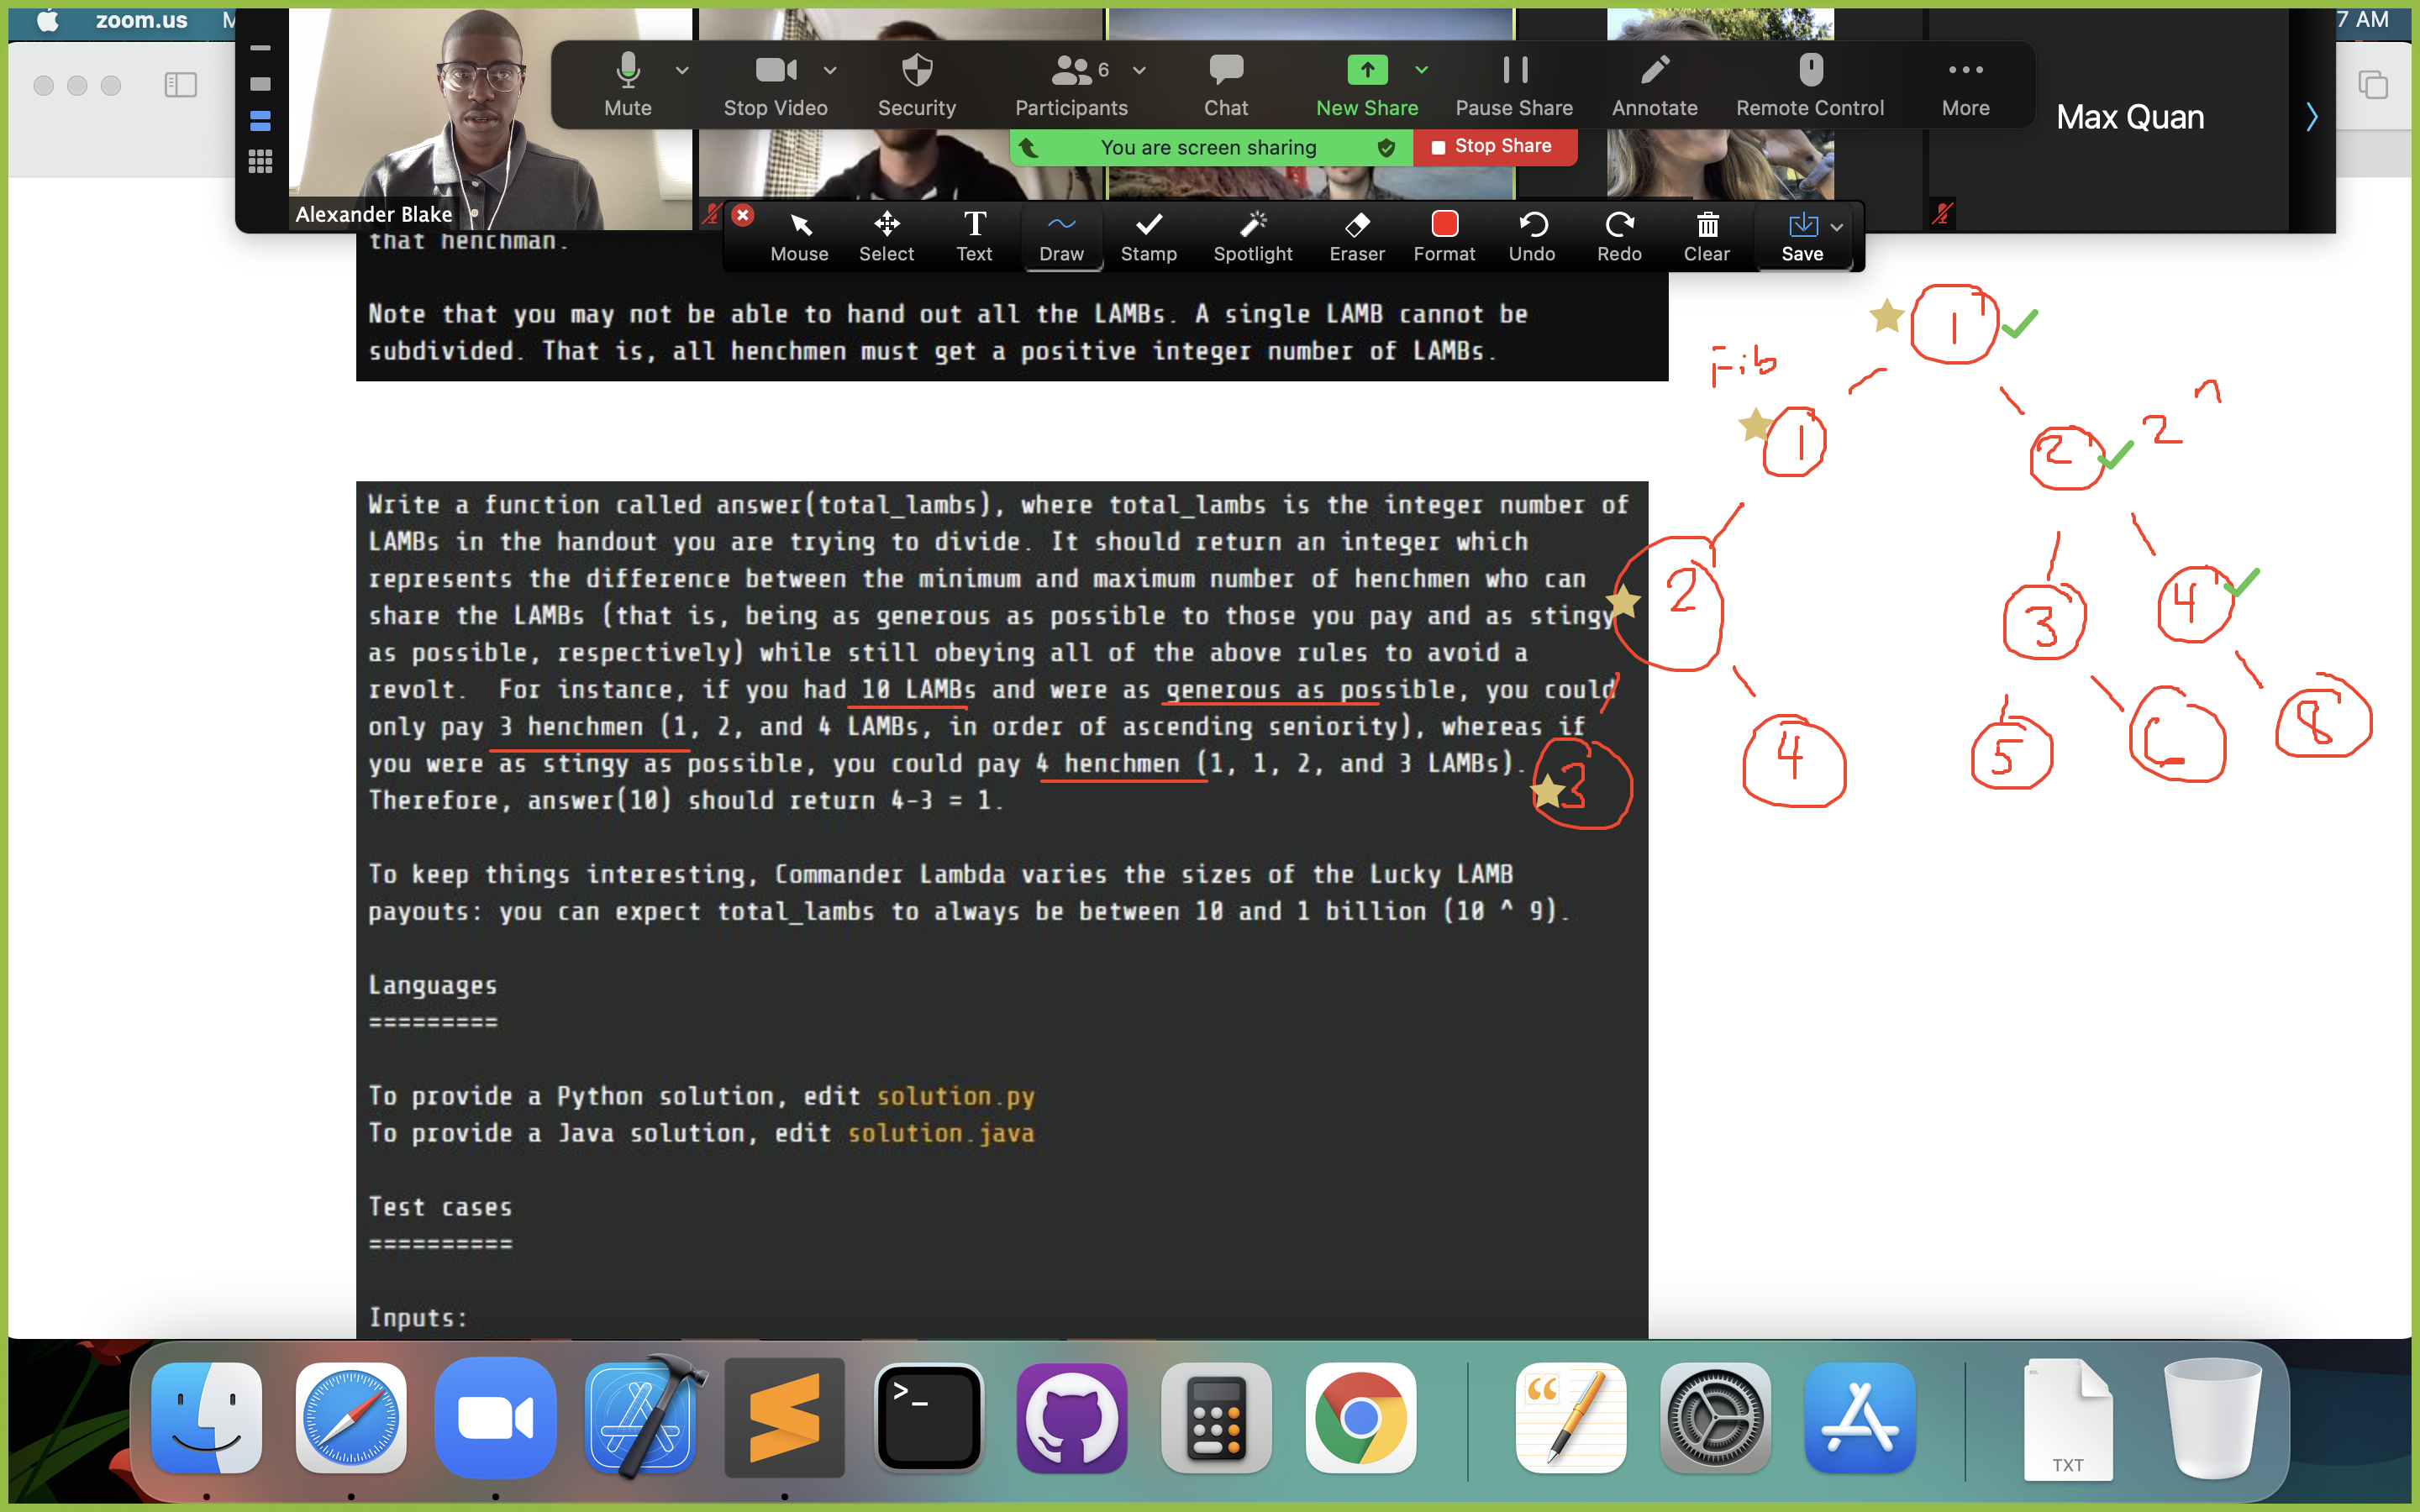 zoom.us
7 AM
Mute
Stop Video
Security
Participants
6
Chat
New Share
Pause Share
Annotate
Remote Control
More
Max Quan
You are screen sharing
Stop Share
Alexander Blake
Mouse
Select
Text
Draw
Stamp
Spotlight
Eraser
Format
Undo
Redo
Clear
Save
that henchman.
Note that you may not be able to hand out all the LAMBs. A single LAMB cannot be
subdivided. That is, all henchmen must get a positive integer number of LAMBs.
Write a function called answer(total_lambs), where total_lambs is the integer number of
LAMBs in the handout you are trying to divide. It should return an integer which
represents the difference between the minimum and maximum number of henchmen who can
share the LAMBs (that is, being as generous as possible to those you pay and as stingy
as possible, respectively) while still obeying all of the above rules to avoid a
revolt.  For instance, if you had 10 LAMBs and were as generous as possible, you could
only pay 3 henchmen (1, 2, and 4 LAMBs, in order of ascending seniority), whereas if
you were as stingy as possible, you could pay 4 henchmen (1, 1, 2, and 3 LAMBs).
Therefore, answer(10) should return 4-3 = 1.
To keep things interesting, Commander Lambda varies the sizes of the Lucky LAMB
payouts: you can expect total_lambs to always be between 10 and 1 billion (10 ^ 9).
Languages
=========
To provide a Python solution, edit solution.py
To provide a Java solution, edit solution.java
Test cases
==========
Inputs:
1
Fib
1
2
2 n
2
3
4
3
4
5
8
TXT